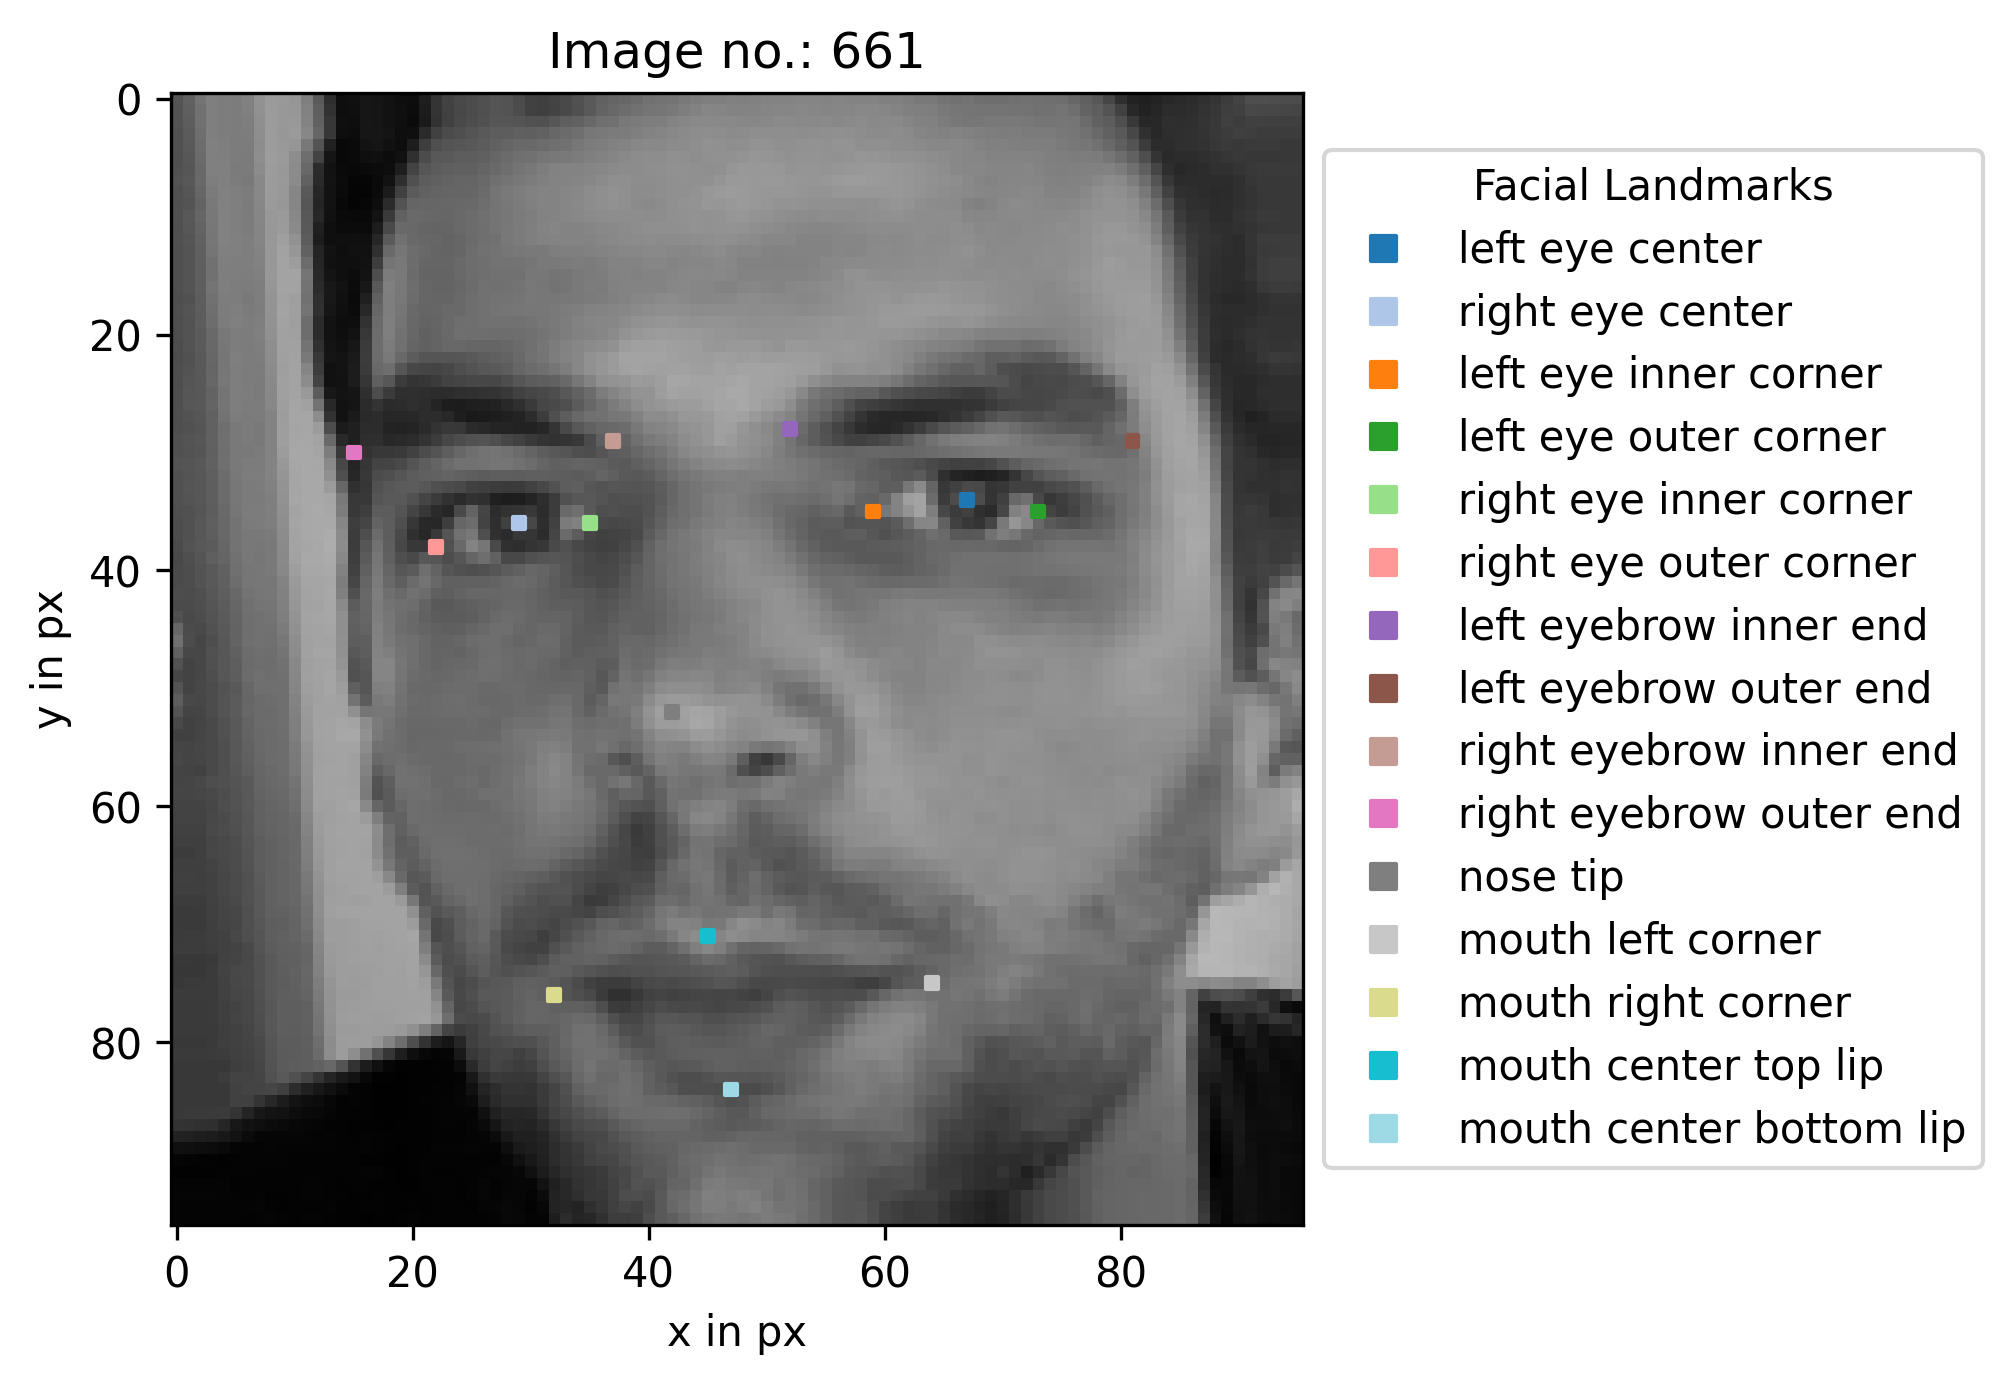 Image no.: 661
0
20
40
60
80
y in px
0 20 40 60 80
x in px
Facial Landmarks
left eye center
right eye center
left eye inner corner
left eye outer corner
right eye inner corner
right eye outer corner
left eyebrow inner end
left eyebrow outer end
right eyebrow inner end
right eyebrow outer end
nose tip
mouth left corner
mouth right corner
mouth center top lip
mouth center bottom lip